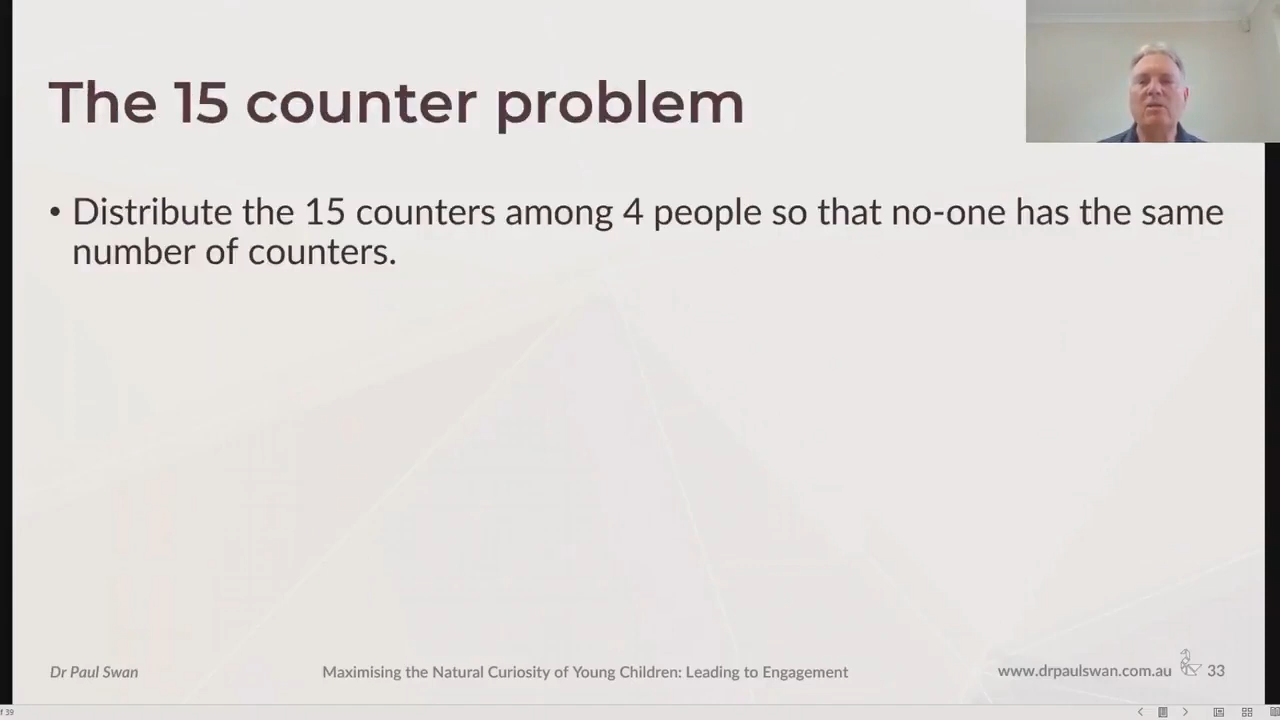 The 15 counter problem
• Distribute the 15 counters among 4 people so that no-one has the same
number of counters.
Dr Paul Swan
Maximising the Natural Curiosity of Young Children: Leading to Engagement
www.drpaulswan.com.au
33
f 39